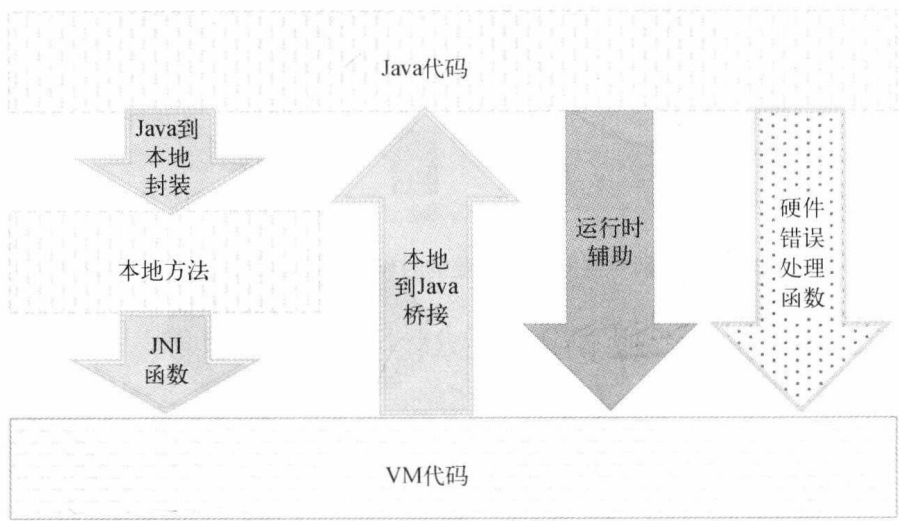 Java代码
Java到
本地
封装
本地方法
JNI
函数
本地
到Java
桥接
运行时
辅助
硬件
错误
处理
函数
VM代码